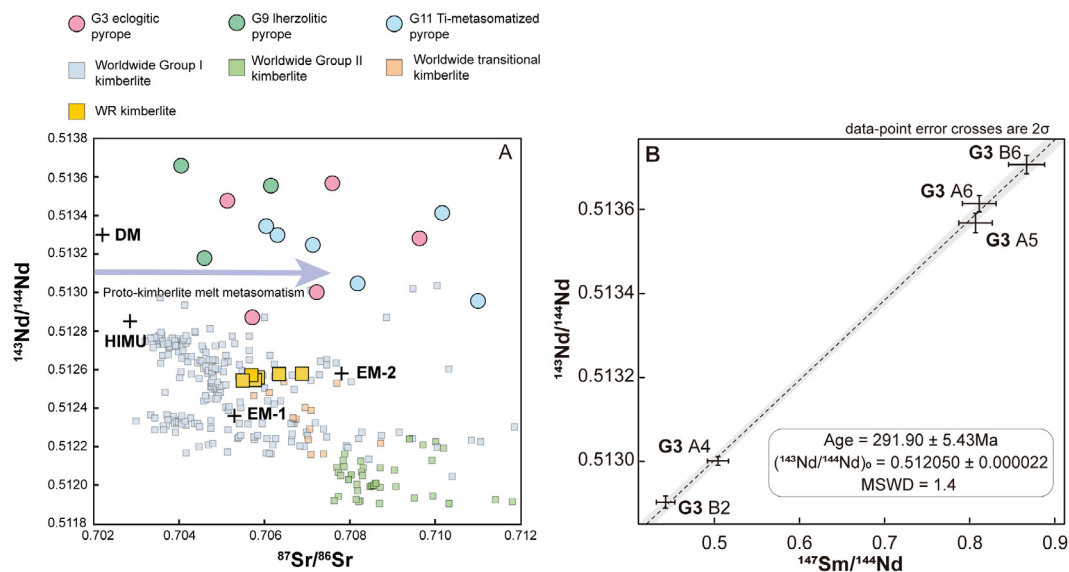 G3 eclogitic
pyrope
G9 lherzolitic
pyrope
G11 Ti-metasomatized
pyrope
Worldwide Group I
kimberlite
Worldwide Group II
kimberlite
Worldwide transitional
kimberlite
WR kimberlite
A
0.5138
0.5136
0.5134
0.5132
0.5130
0.5128
0.5126
0.5124
0.5122
0.5120
0.5118
¹⁴³Nd/¹⁴⁴Nd
DM
Proto-kimberlite melt metasomatism
HIMU
EM-2
EM-1
0.702
0.704
0.706
0.708
0.710
0.712
⁸⁷Sr/⁸⁶Sr
data-point error crosses are 2σ
B
G3 B6
G3 A6
G3 A5
G3 A4
G3 B2
0.5136
0.5134
0.5132
0.5130
¹⁴³Nd/¹⁴⁴Nd
Age = 291.90 ± 5.43Ma
(¹⁴³Nd/¹⁴⁴Nd)₀ = 0.512050 ± 0.000022
MSWD = 1.4
0.5
0.6
0.7
0.8
0.9
¹⁴⁷Sm/¹⁴⁴Nd